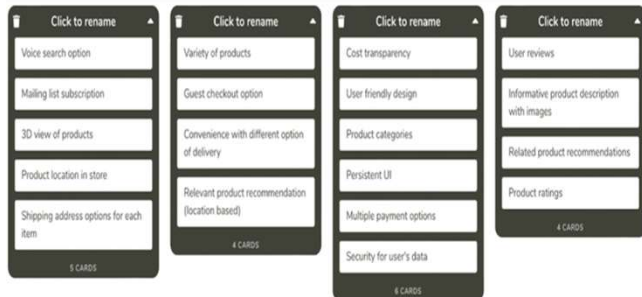 Click to rename
Voice search option
Mailing list subscription
3D view of products
Product location in store
Shipping address options for each
item
5 CARDS
Click to rename
Variety of products
Guest checkout option
Convenience with different option
of delivery
Relevant product recommendation
(location based)
4 CARDS
Click to rename
Cost transparency
User friendly design
Product categories
Persistent UI
Multiple payment options
Security for user's data
6 CARDS
Click to rename
User reviews
Informative product description
with images
Related product recommendations
Product ratings
4 CARDS